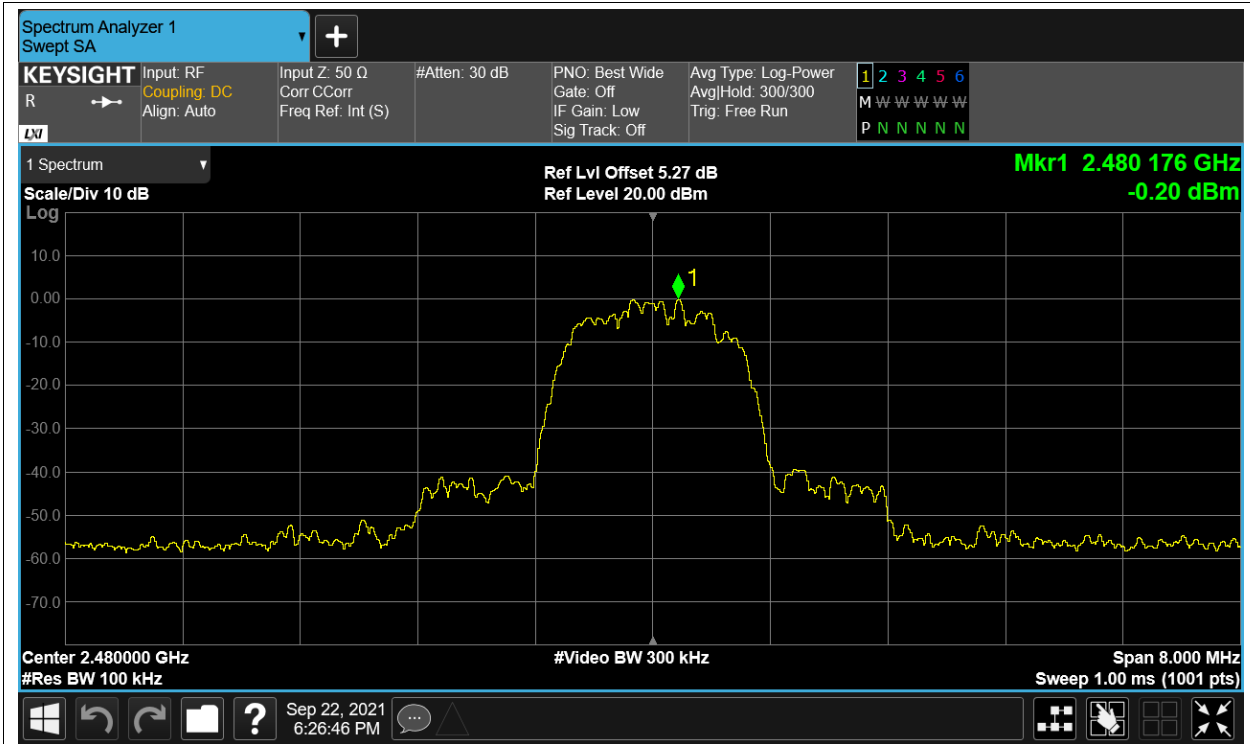 Spectrum Analyzer 1
Swept SA
KEYSIGHT
R
LXI
Input: RF
Coupling: DC
Align: Auto
Input Z: 50 Ω
Corr CCorr
Freq Ref: Int (S)
#Atten: 30 dB
PNO: Best Wide
Gate: Off
IF Gain: Low
Sig Track: Off
Avg Type: Log-Power
Avg|Hold: 300/300
Trig: Free Run
1 2 3 4 5 6
M W W W W W
P N N N N N
1 Spectrum
Scale/Div 10 dB
Log
Ref Lvl Offset 5.27 dB
Ref Level 20.00 dBm
Mkr1 2.480 176 GHz
-0.20 dBm
10.0
0.00
-10.0
-20.0
-30.0
-40.0
-50.0
-60.0
-70.0
1
Center 2.480000 GHz
#Res BW 100 kHz
#Video BW 300 kHz
Span 8.000 MHz
Sweep 1.00 ms (1001 pts)
?
Sep 22, 2021
6:26:46 PM